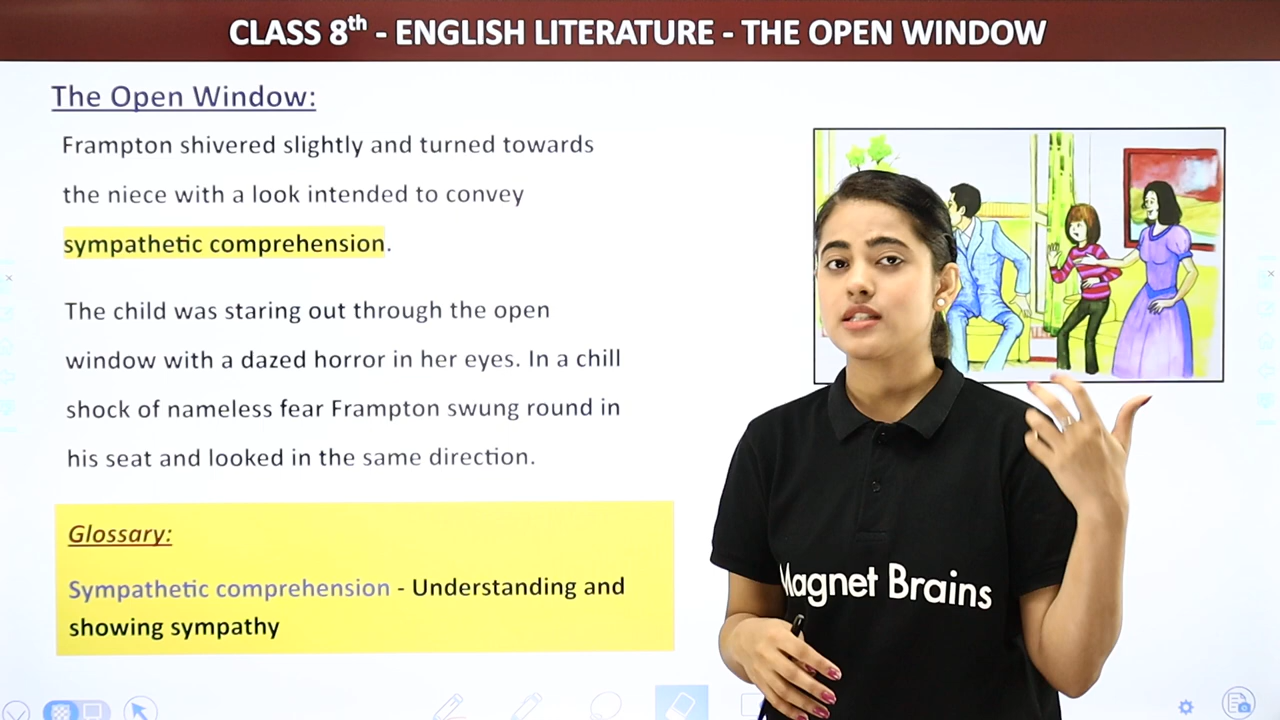 CLASS 8th - ENGLISH LITERATURE - THE OPEN WINDOW
The Open Window:
Frampton shivered slightly and turned towards
the niece with a look intended to convey
sympathetic comprehension.
The child was staring out through the open
window with a dazed horror in her eyes. In a chill
shock of nameless fear Frampton swung round in
his seat and looked in the same direction.
Glossary:
Sympathetic comprehension - Understanding and
showing sympathy
Magnet Brains